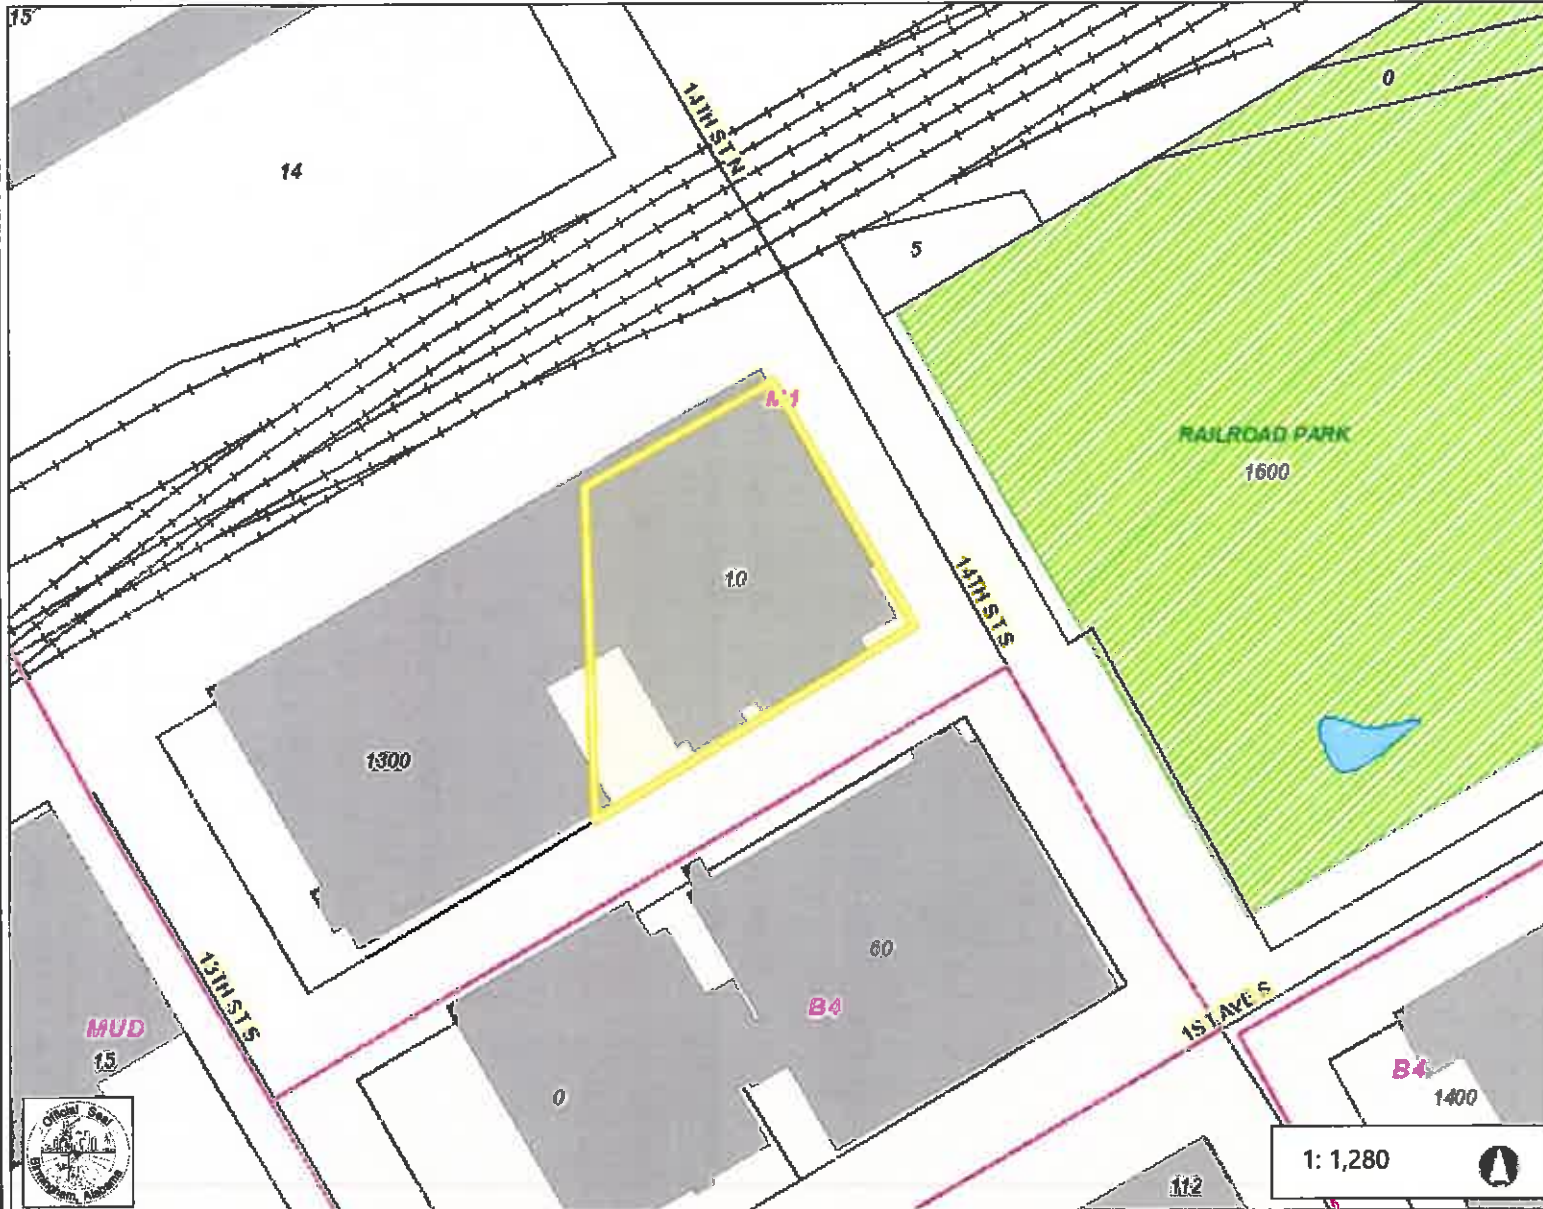 15
14TH ST N
0
14
5
M1
RAILROAD PARK
1600
10
14TH ST S
1300
60
13TH ST S
B4
1ST AVE S
MUD
15
0
B4
1400
Official Seal
Birmingham, Alabama
1: 1,280
112